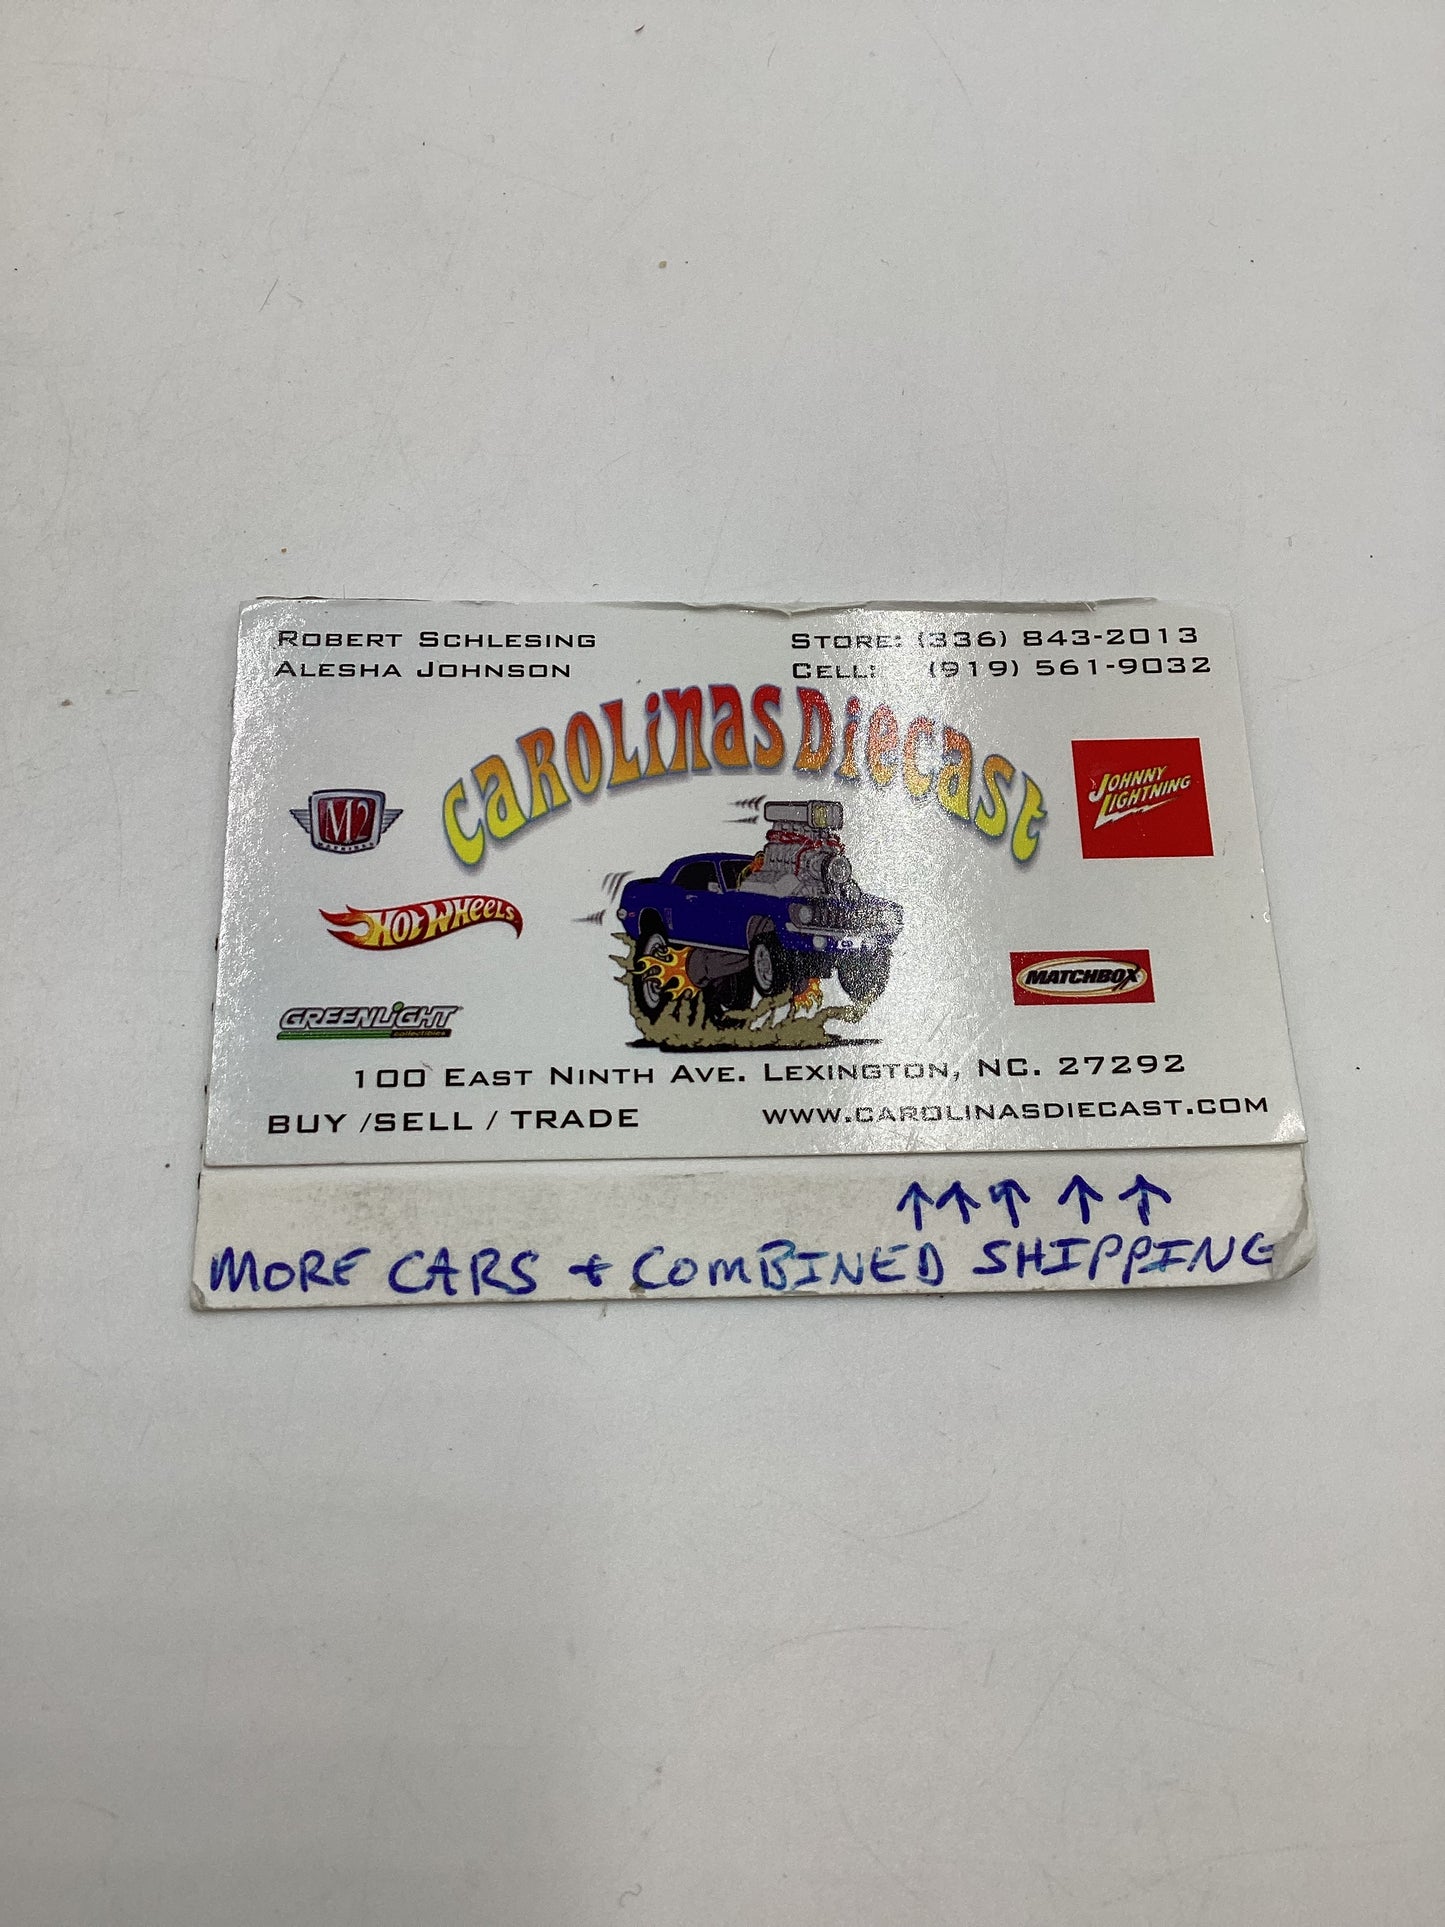 ROBERT SCHLESING
ALESHA JOHNSON
STORE: (336) 843-2013
CELL: (919) 561-9032
CAROLINAS DIECAST
M2
MACHINES
JOHNNY
LIGHTNING
HOT WHEELS
MATCHBOX
GREENLIGHT
collectibles
100 EAST NINTH AVE. LEXINGTON, NC. 27292
BUY /SELL / TRADE
WWW.CAROLINASDIECAST.COM
↑ ↑ ↑ ↑ ↑
MORE CARS + COMBINED SHIPPING